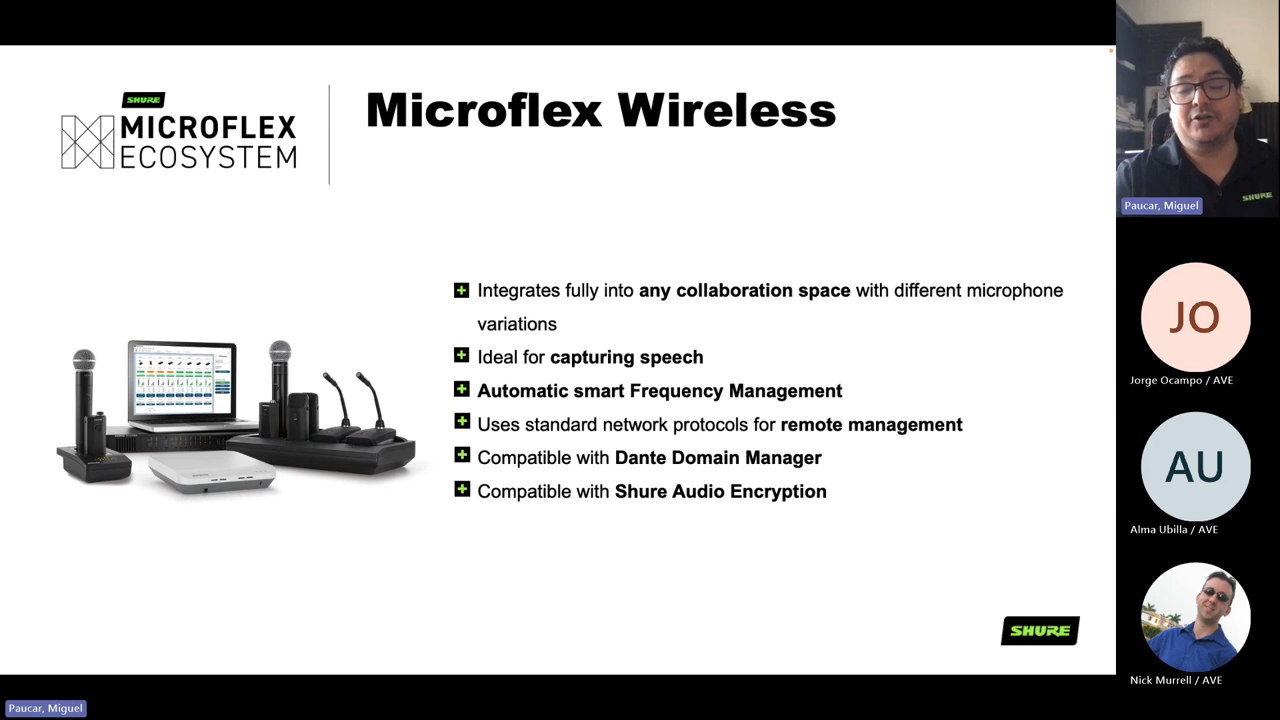 SHURE
MICROFLEX
ECOSYSTEM
Microflex Wireless
Integrates fully into any collaboration space with different microphone
variations
Ideal for capturing speech
Automatic smart Frequency Management
Uses standard network protocols for remote management
Compatible with Dante Domain Manager
Compatible with Shure Audio Encryption
SHURE
SHURE
Paucar, Miguel
JO
Jorge Ocampo / AVE
AU
Alma Ubilla / AVE
Nick Murrell / AVE
Paucar, Miguel